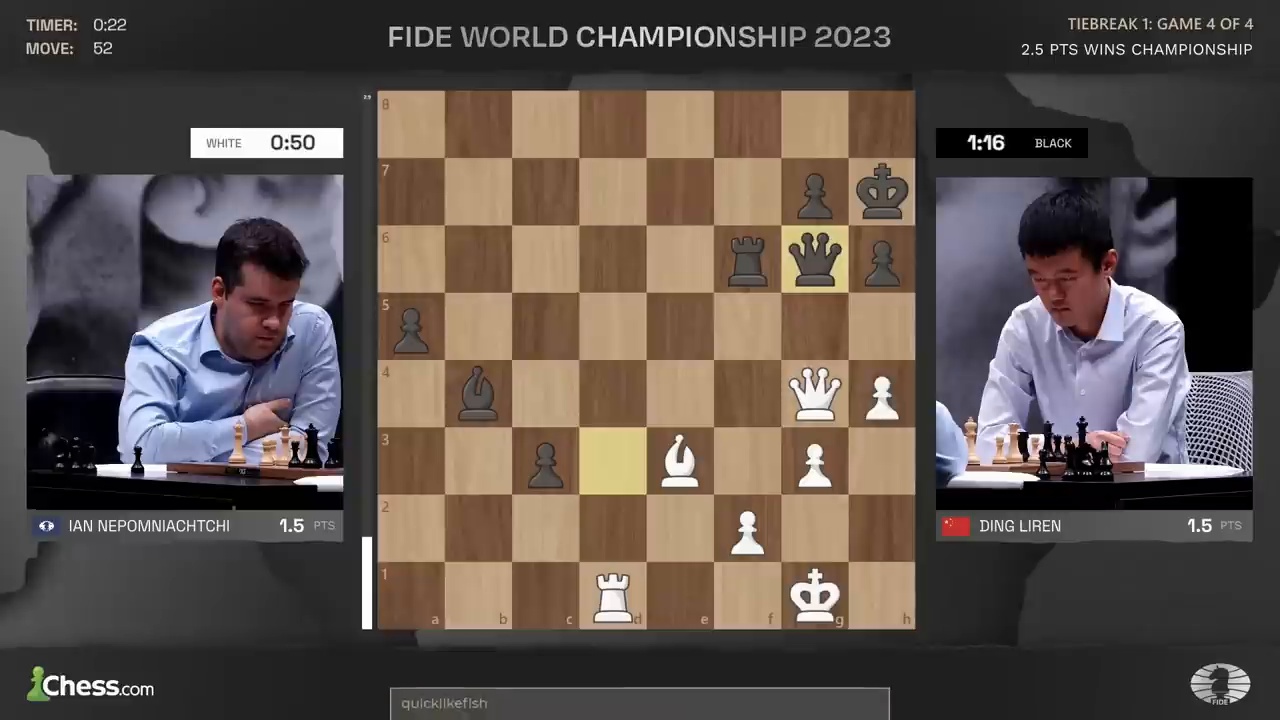 TIMER: 0:22
MOVE: 52
FIDE WORLD CHAMPIONSHIP 2023
TIEBREAK 1: GAME 4 OF 4
2.5 PTS WINS CHAMPIONSHIP
WHITE 0:50
1:16 BLACK
8
7
6
5
4
3
2
1
a b c d e f g h
IAN NEPOMNIACHTCHI 1.5 PTS
DING LIREN 1.5 PTS
Chess.com
quicklikefish
FIDE